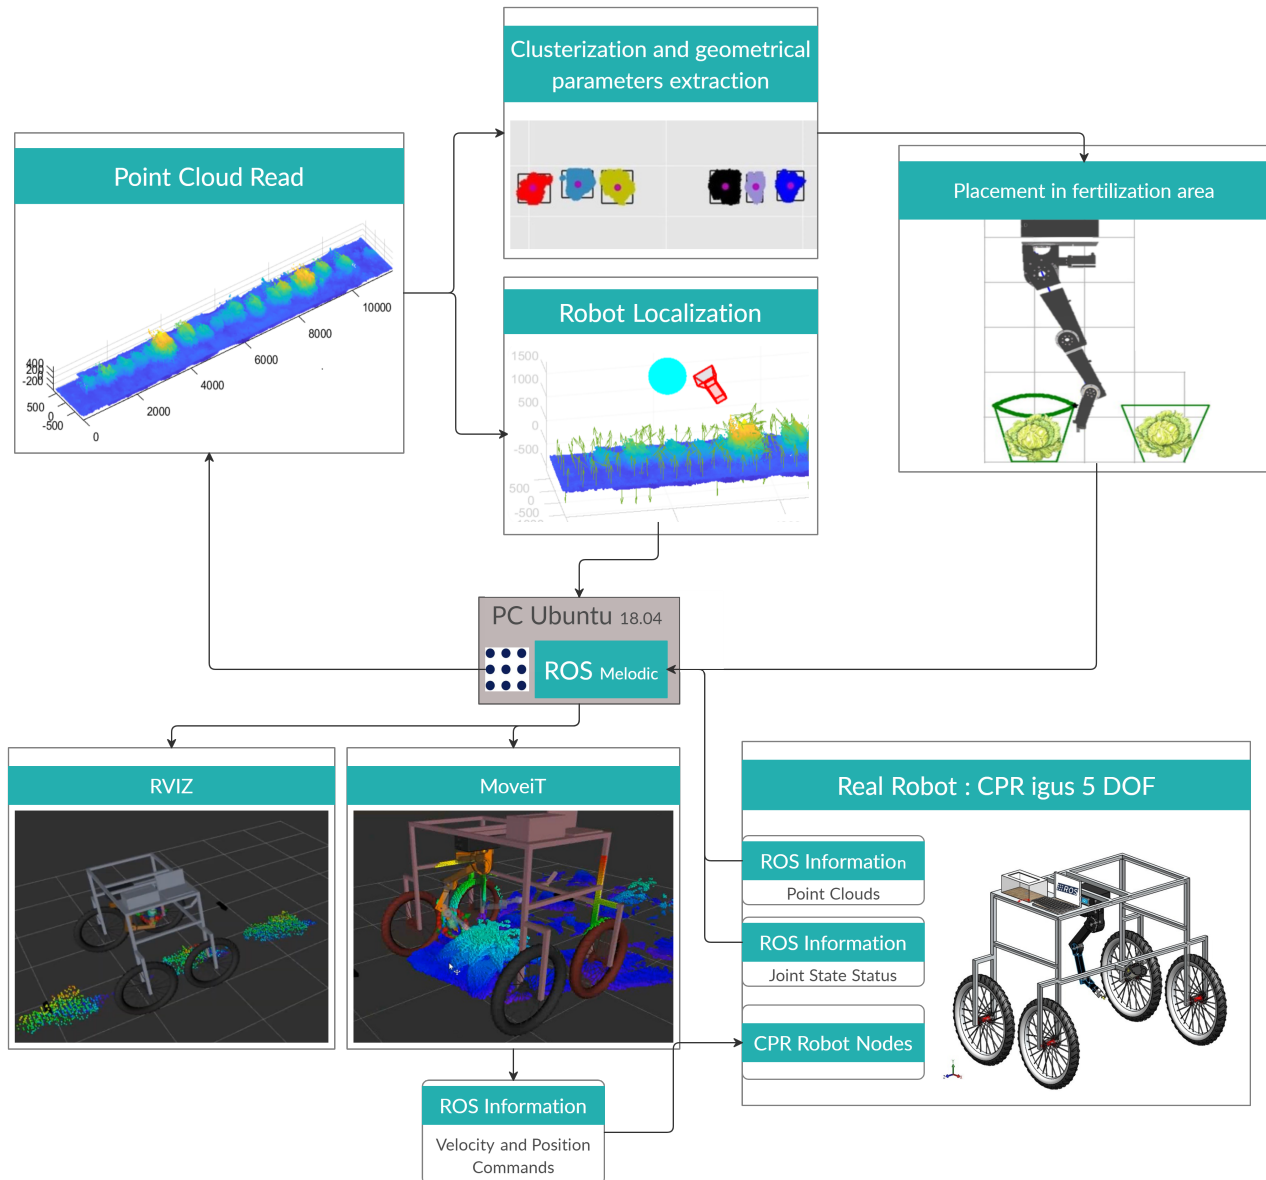 Clusterization and geometrical
parameters extraction
Point Cloud Read
400
200
0
-200
500
0
-500
0
2000
4000
6000
8000
10000
Placement in fertilization area
Robot Localization
1500
1000
500
0
-500
500
0
-500
PC Ubuntu 18.04
ROS Melodic
RVIZ
MoveiT
Real Robot : CPR igus 5 DOF
ROS Information
Point Clouds
ROS Information
Joint State Status
CPR Robot Nodes
ROS
ROS Information
Velocity and Position
Commands